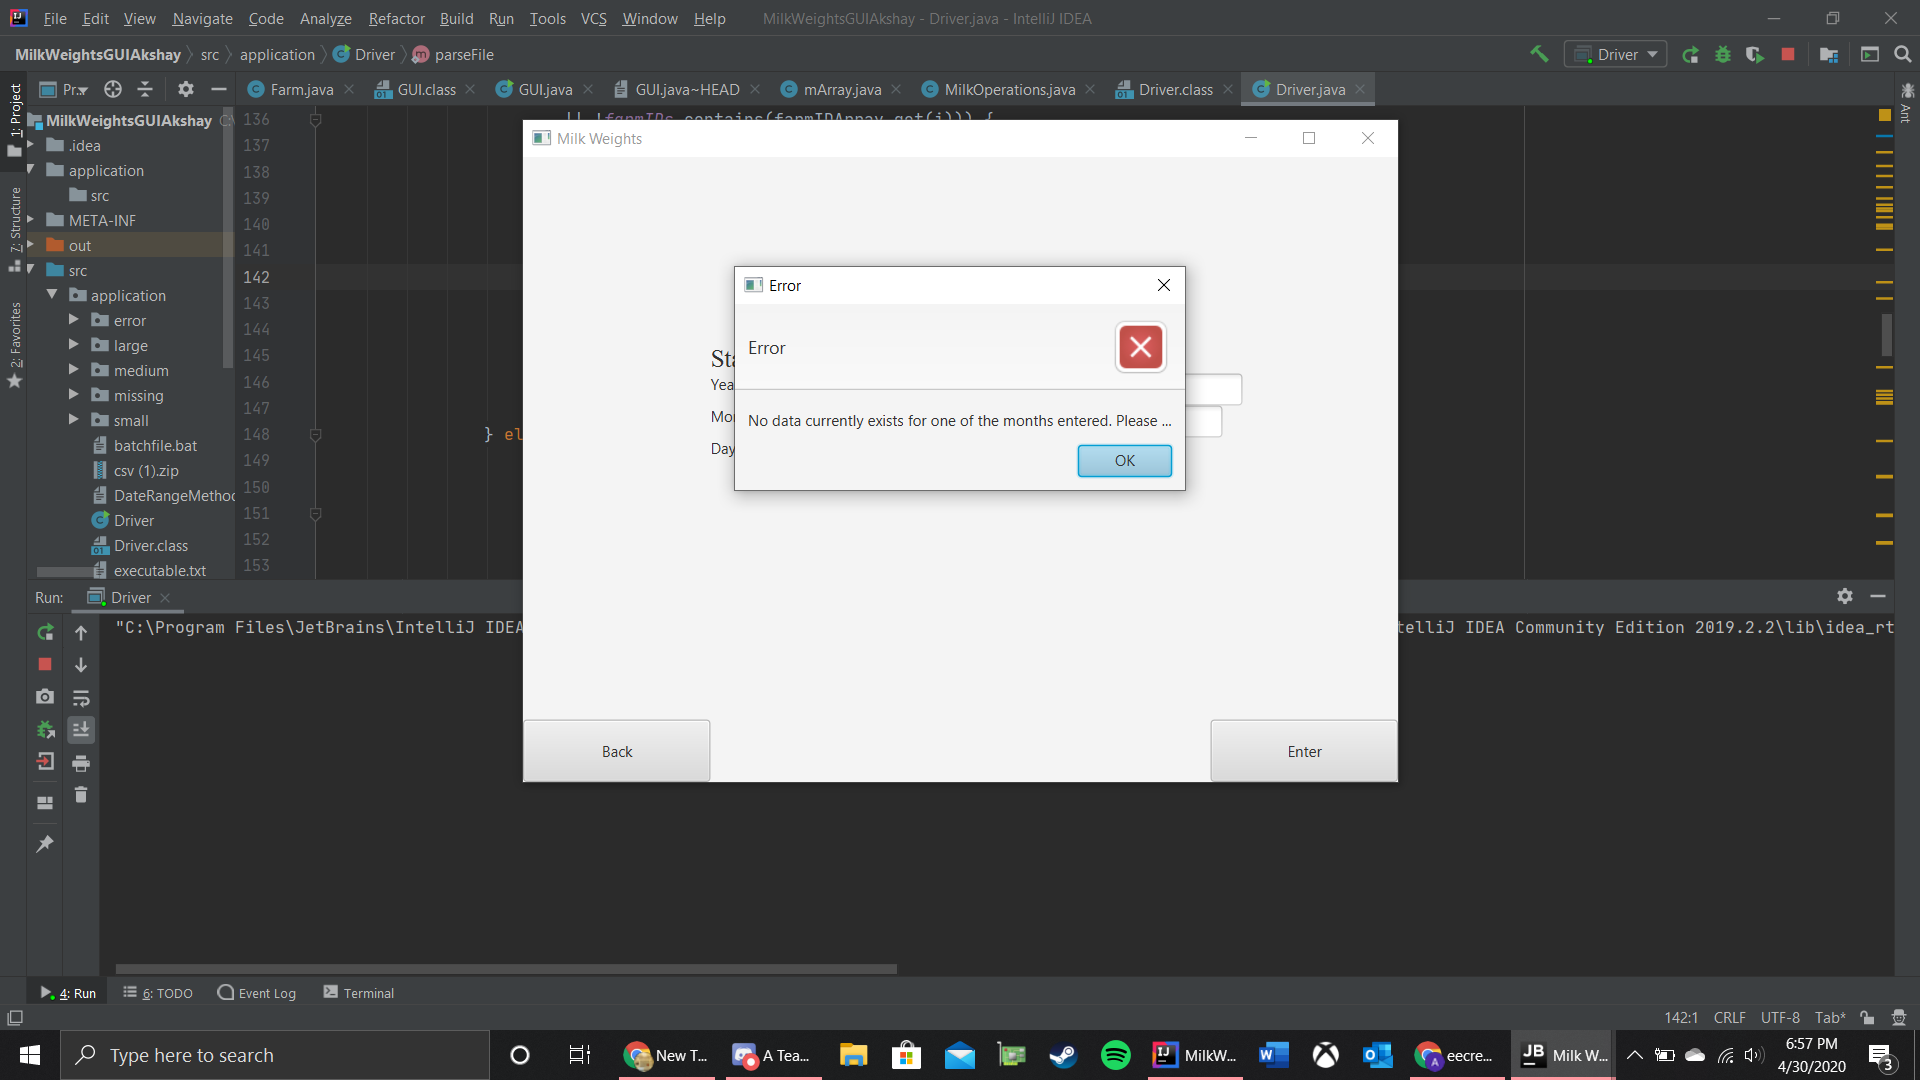 File Edit View Navigate Code Analyze Refactor Build Run Tools VCS Window Help MilkWeightsGUIAkshay - Driver.java - IntelliJ IDEA
MilkWeightsGUIAkshay src application Driver parseFile Driver
1: Project
7: Structure
2: Favorites
Ant
Pr... Farm.java GUI.class GUI.java GUI.java~HEAD mArray.java MilkOperations.java Driver.class Driver.java
MilkWeightsGUIAkshay
.idea
application
src
META-INF
out
src
application
error
large
medium
missing
small
batchfile.bat
csv (1).zip
DateRangeMethod
Driver
Driver.class
executable.txt
136 || !farmIDs.contains(farmIDArray.get(i))) {
137
138
139
140
141
142
143
144
145
146
147
148 } el
149
150
151
152
153
Milk Weights
Sta
Yea
Mon
Day
Error
Error
No data currently exists for one of the months entered. Please ...
OK
Back
Enter
Run: Driver
"C:\Program Files\JetBrains\IntelliJ IDEA
telliJ IDEA Community Edition 2019.2.2\lib\idea_rt
4: Run 6: TODO Event Log Terminal
142:1 CRLF UTF-8 Tab*
Type here to search
New T...
A Tea...
MilkW...
eecre...
Milk W...
6:57 PM
4/30/2020
3